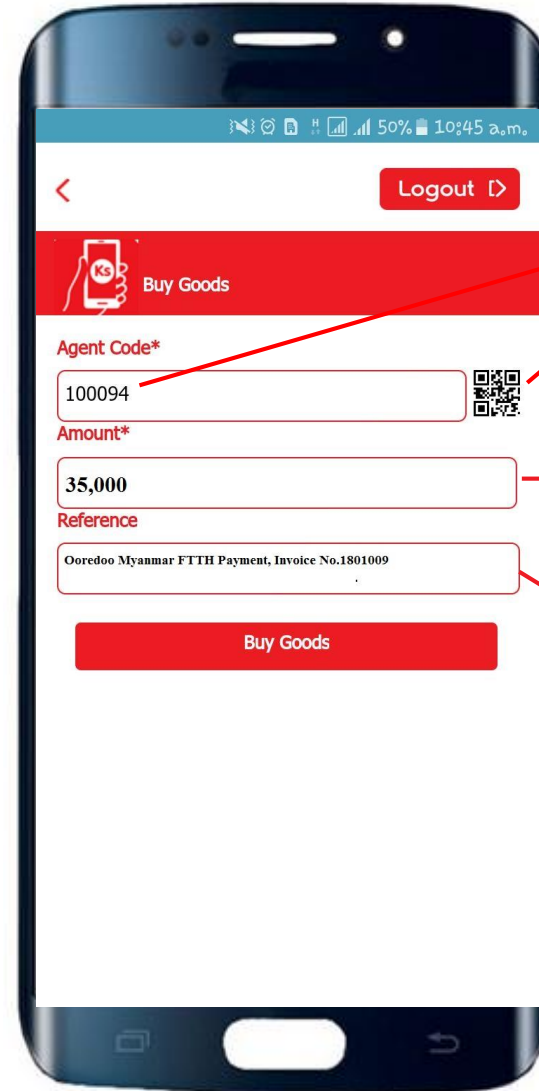 50% 10:45 a.m.
Logout
Ks
Buy Goods
Agent Code*
100094
Amount*
35,000
Reference
Ooredoo Myanmar FTTH Payment, Invoice No.1801009
.
Buy Goods